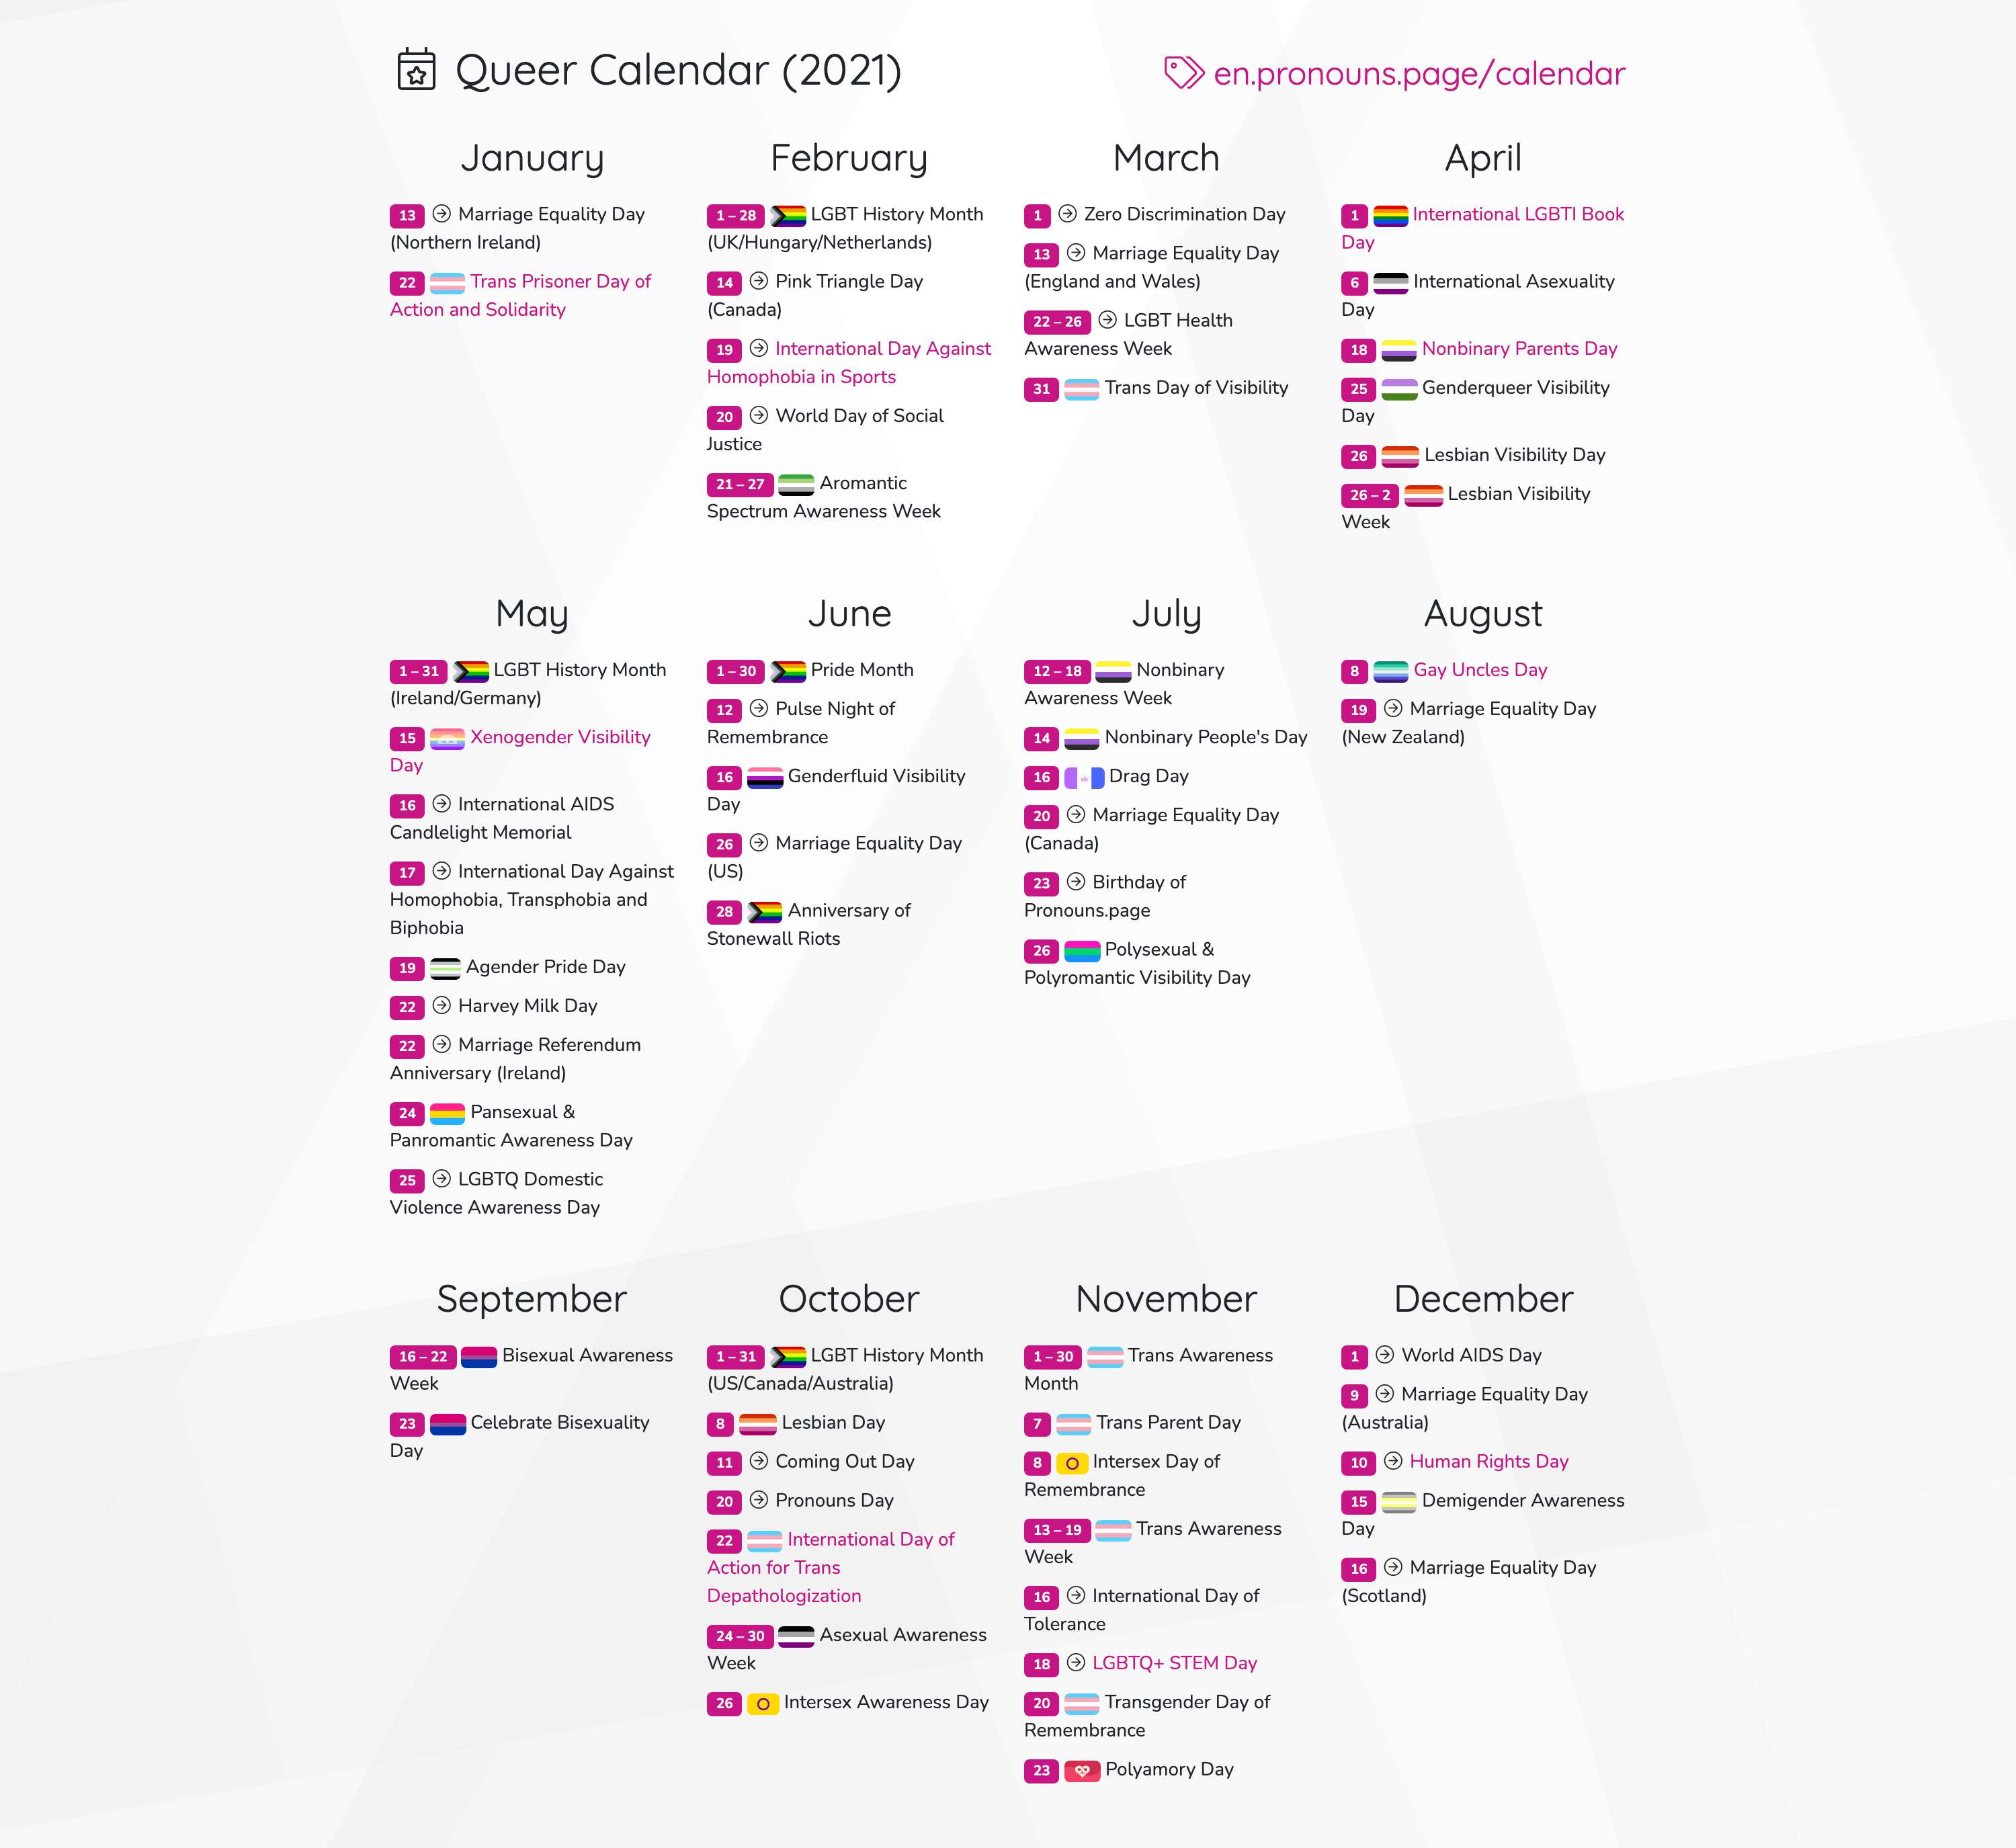 Queer Calendar (2021)
en.pronouns.page/calendar
January
13 Marriage Equality Day
(Northern Ireland)
22 Trans Prisoner Day of
Action and Solidarity
February
1 – 28 LGBT History Month
(UK/Hungary/Netherlands)
14 Pink Triangle Day
(Canada)
19 International Day Against
Homophobia in Sports
20 World Day of Social
Justice
21 – 27 Aromantic
Spectrum Awareness Week
March
1 Zero Discrimination Day
13 Marriage Equality Day
(England and Wales)
22 – 26 LGBT Health
Awareness Week
31 Trans Day of Visibility
April
1 International LGBTI Book
Day
6 International Asexuality
Day
18 Nonbinary Parents Day
25 Genderqueer Visibility
Day
26 Lesbian Visibility Day
26 – 2 Lesbian Visibility
Week
May
1 – 31 LGBT History Month
(Ireland/Germany)
15 Xenogender Visibility
Day
16 International AIDS
Candlelight Memorial
17 International Day Against
Homophobia, Transphobia and
Biphobia
19 Agender Pride Day
22 Harvey Milk Day
22 Marriage Referendum
Anniversary (Ireland)
24 Pansexual &
Panromantic Awareness Day
25 LGBTQ Domestic
Violence Awareness Day
June
1 – 30 Pride Month
12 Pulse Night of
Remembrance
16 Genderfluid Visibility
Day
26 Marriage Equality Day
(US)
28 Anniversary of
Stonewall Riots
July
12 – 18 Nonbinary
Awareness Week
14 Nonbinary People's Day
16 Drag Day
20 Marriage Equality Day
(Canada)
23 Birthday of
Pronouns.page
26 Polysexual &
Polyromantic Visibility Day
August
8 Gay Uncles Day
19 Marriage Equality Day
(New Zealand)
September
16 – 22 Bisexual Awareness
Week
23 Celebrate Bisexuality
Day
October
1 – 31 LGBT History Month
(US/Canada/Australia)
8 Lesbian Day
11 Coming Out Day
20 Pronouns Day
22 International Day of
Action for Trans
Depathologization
24 – 30 Asexual Awareness
Week
26 Intersex Awareness Day
November
1 – 30 Trans Awareness
Month
7 Trans Parent Day
8 Intersex Day of
Remembrance
13 – 19 Trans Awareness
Week
16 International Day of
Tolerance
18 LGBTQ+ STEM Day
20 Transgender Day of
Remembrance
23 Polyamory Day
December
1 World AIDS Day
9 Marriage Equality Day
(Australia)
10 Human Rights Day
15 Demigender Awareness
Day
16 Marriage Equality Day
(Scotland)